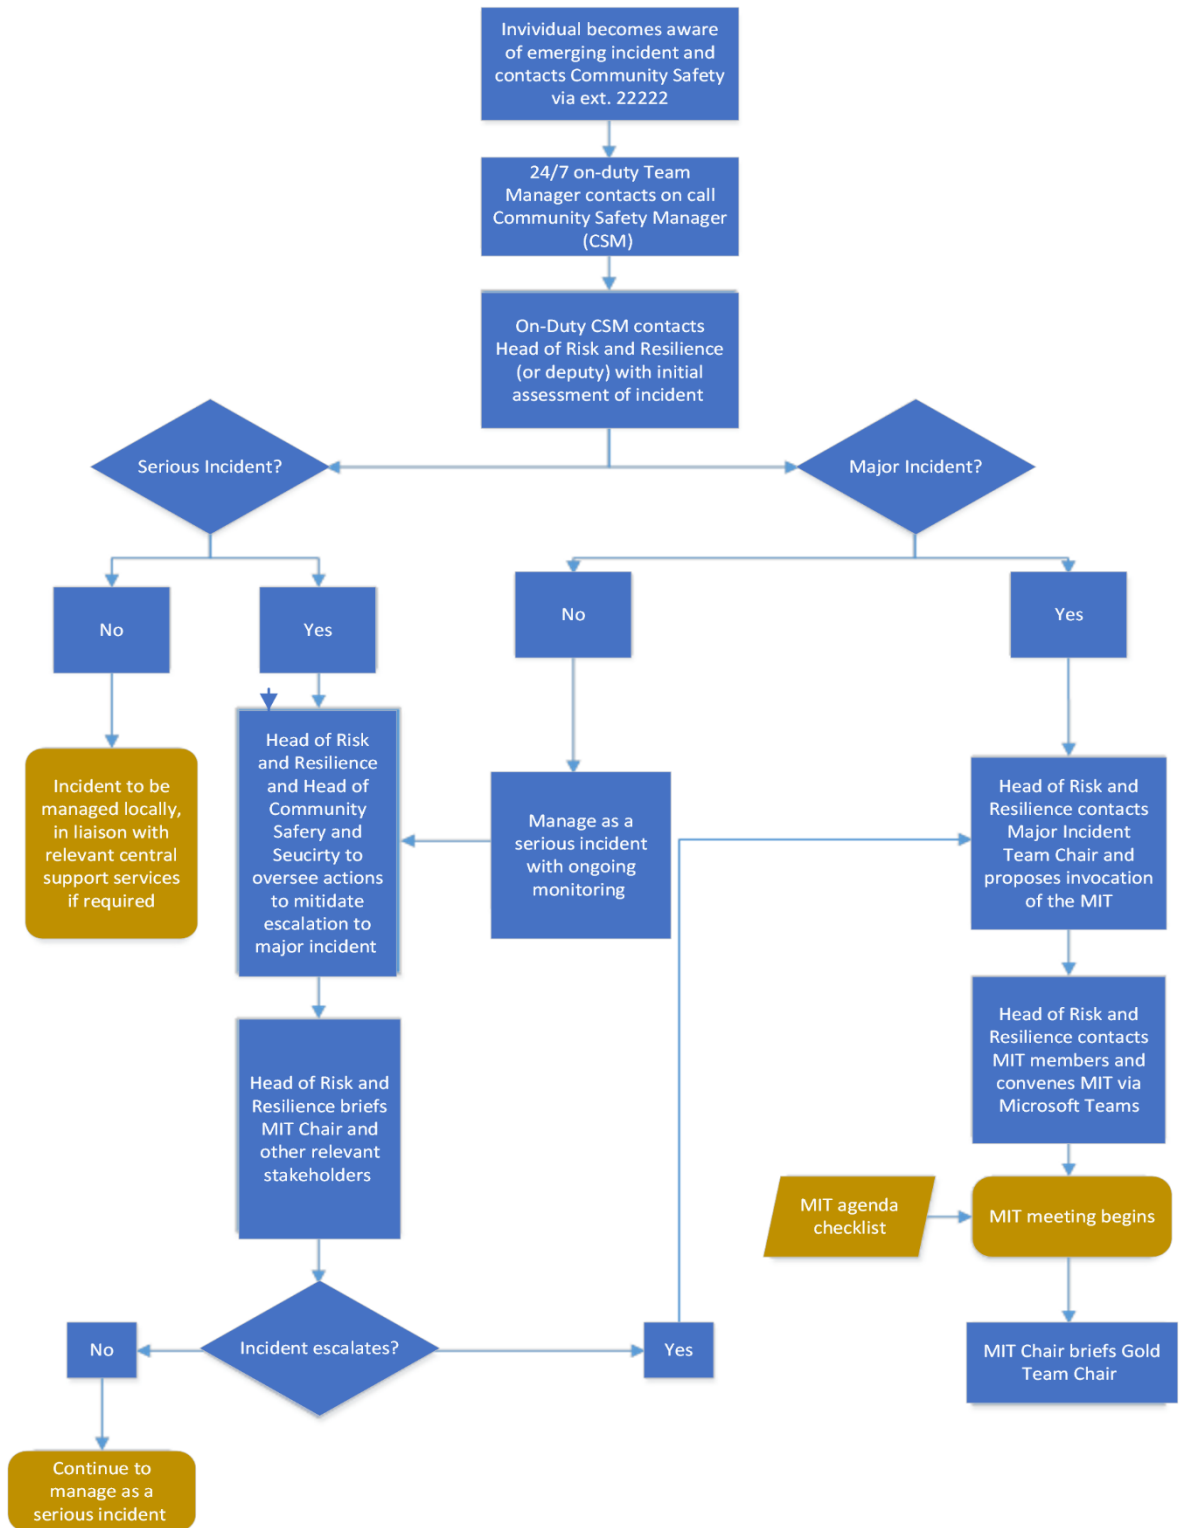 Invividual becomes aware
of emerging incident and
contacts Community Safety
via ext. 22222
24/7 on-duty Team
Manager contacts on call
Community Safety Manager
(CSM)
On-Duty CSM contacts
Head of Risk and Resilience
(or deputy) with initial
assessment of incident
Serious Incident?
Major Incident?
No
Yes
No
Yes
Incident to be
managed locally,
in liaison with
relevant central
support services
if required
Head of Risk
and Resilience
and Head of
Community
Safery and
Seucirty to
oversee actions
to mitidate
escalation to
major incident
Manage as a
serious incident
with ongoing
monitoring
Head of Risk and
Resilience contacts
Major Incident
Team Chair and
proposes invocation
of the MIT
Head of Risk and
Resilience contacts
MIT members and
convenes MIT via
Microsoft Teams
Head of Risk and
Resilience briefs
MIT Chair and
other relevant
stakeholders
MIT agenda
checklist
MIT meeting begins
No
Incident escalates?
Yes
MIT Chair briefs Gold
Team Chair
Continue to
manage as a
serious incident